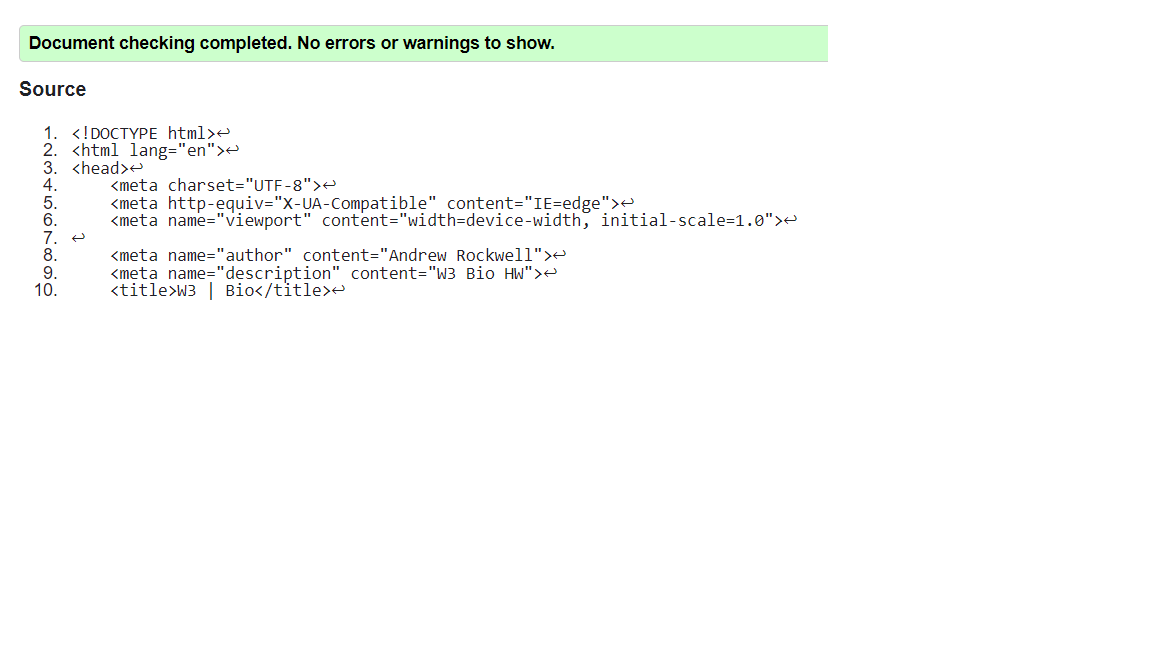 Document checking completed. No errors or warnings to show.
Source
1. <!DOCTYPE html>↩
2. <html lang="en">↩
3. <head>↩
4.     <meta charset="UTF-8">↩
5.     <meta http-equiv="X-UA-Compatible" content="IE=edge">↩
6.     <meta name="viewport" content="width=device-width, initial-scale=1.0">↩
7. ↩
8.     <meta name="author" content="Andrew Rockwell">↩
9.     <meta name="description" content="W3 Bio HW">↩
10.     <title>W3 | Bio</title>↩